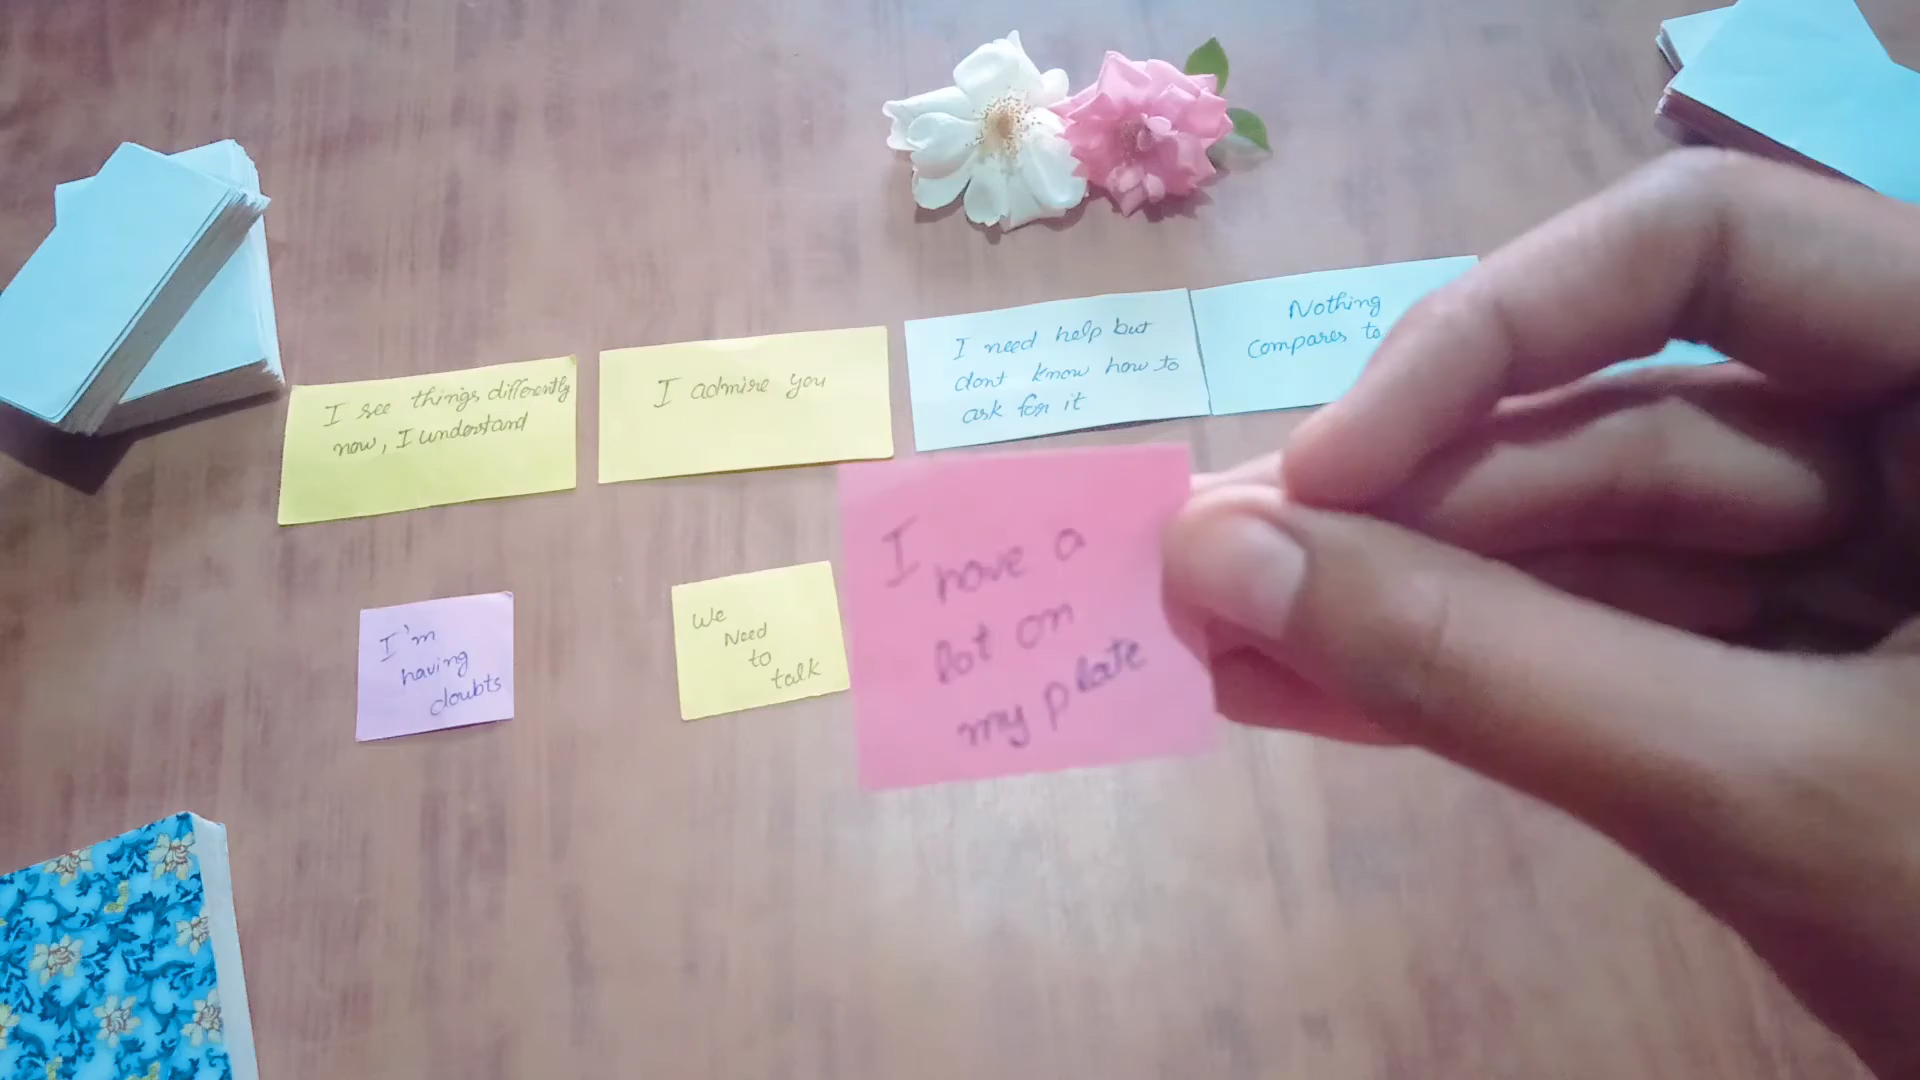 I see things differently
now, I understand
I admire you
I need help but
dont know how to
ask for it
Nothing
compares to
I'm
having
doubts
We
Need
to
talk
I have a
lot on
my plate